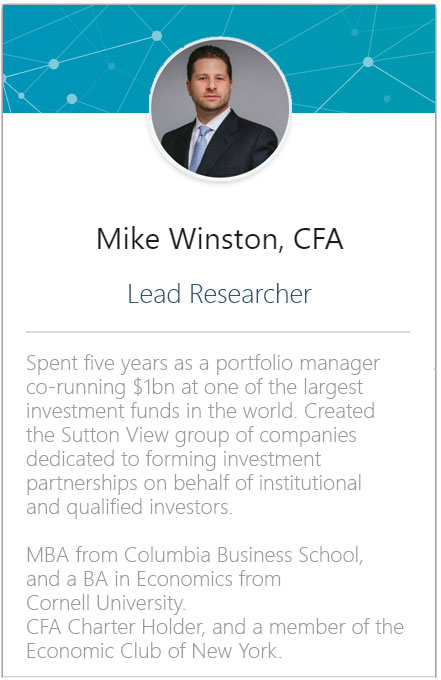 Mike Winston, CFA
Lead Researcher
Spent five years as a portfolio manager
co-running $1bn at one of the largest
investment funds in the world. Created
the Sutton View group of companies
dedicated to forming investment
partnerships on behalf of institutional
and qualified investors.
MBA from Columbia Business School,
and a BA in Economics from
Cornell University.
CFA Charter Holder, and a member of the
Economic Club of New York.